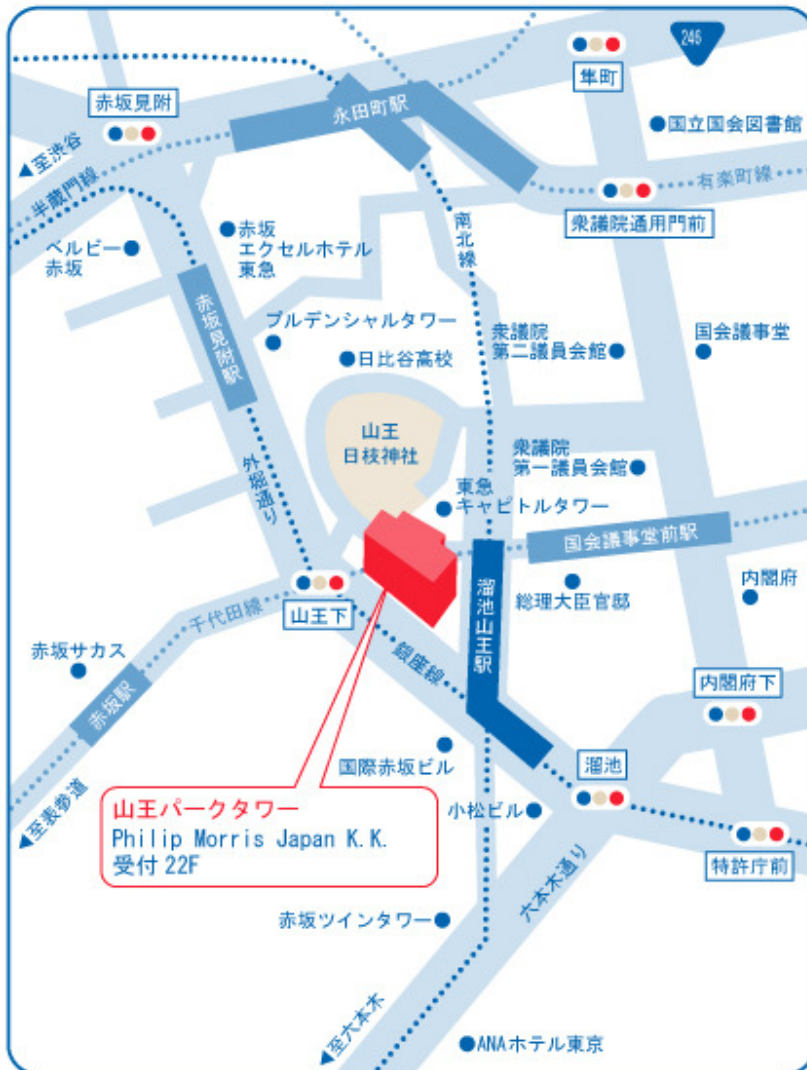 246
隼町
赤坂見附
永田町駅
国立国会図書館
◀至渋谷
半蔵門線
有楽町線
衆議院通用門前
南北線
ベルビー
赤坂
赤坂
エクセルホテル
東急
赤坂見附駅
プルデンシャルタワー
日比谷高校
衆議院
第二議員会館
国会議事堂
山王
日枝神社
外堀通り
衆議院
第一議員会館
東急
キャピトルタワー
国会議事堂前駅
千代田線
山王下
溜池山王駅
総理大臣官邸
内閣府
赤坂サカス
赤坂駅
銀座線
内閣府下
国際赤坂ビル
溜池
◀至表参道
山王パークタワー
Philip Morris Japan K.K.
受付 22F
小松ビル
特許庁前
六本木通り
赤坂ツインタワー
◀至六本木
ANAホテル東京